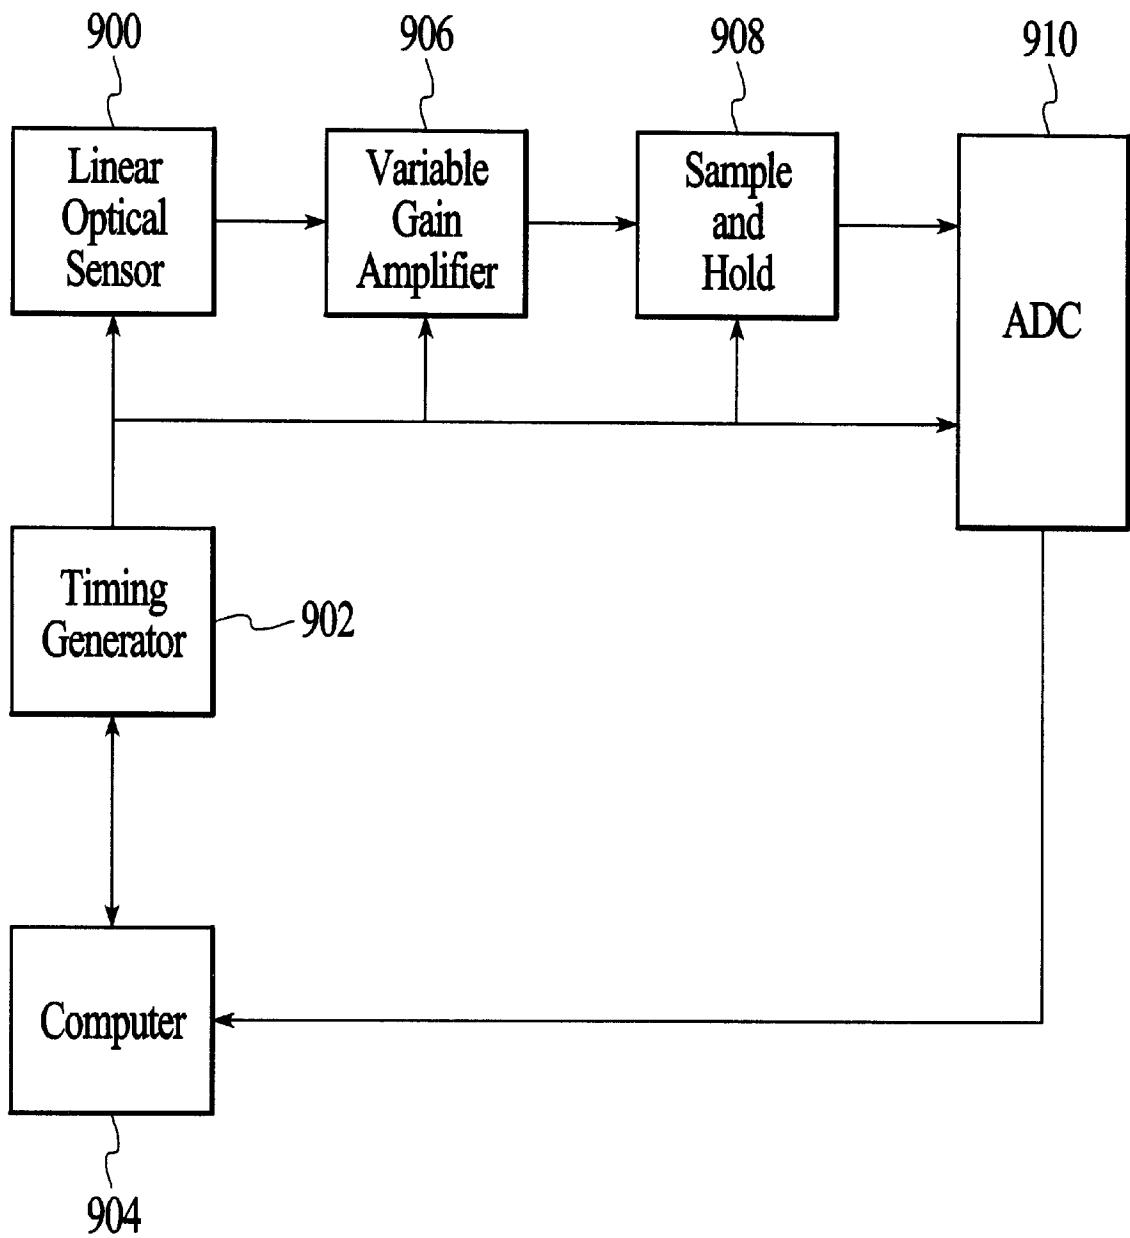 900
906
908
910
Linear
Optical
Sensor
Variable
Gain
Amplifier
Sample
and
Hold
ADC
Timing
Generator
902
Computer
904